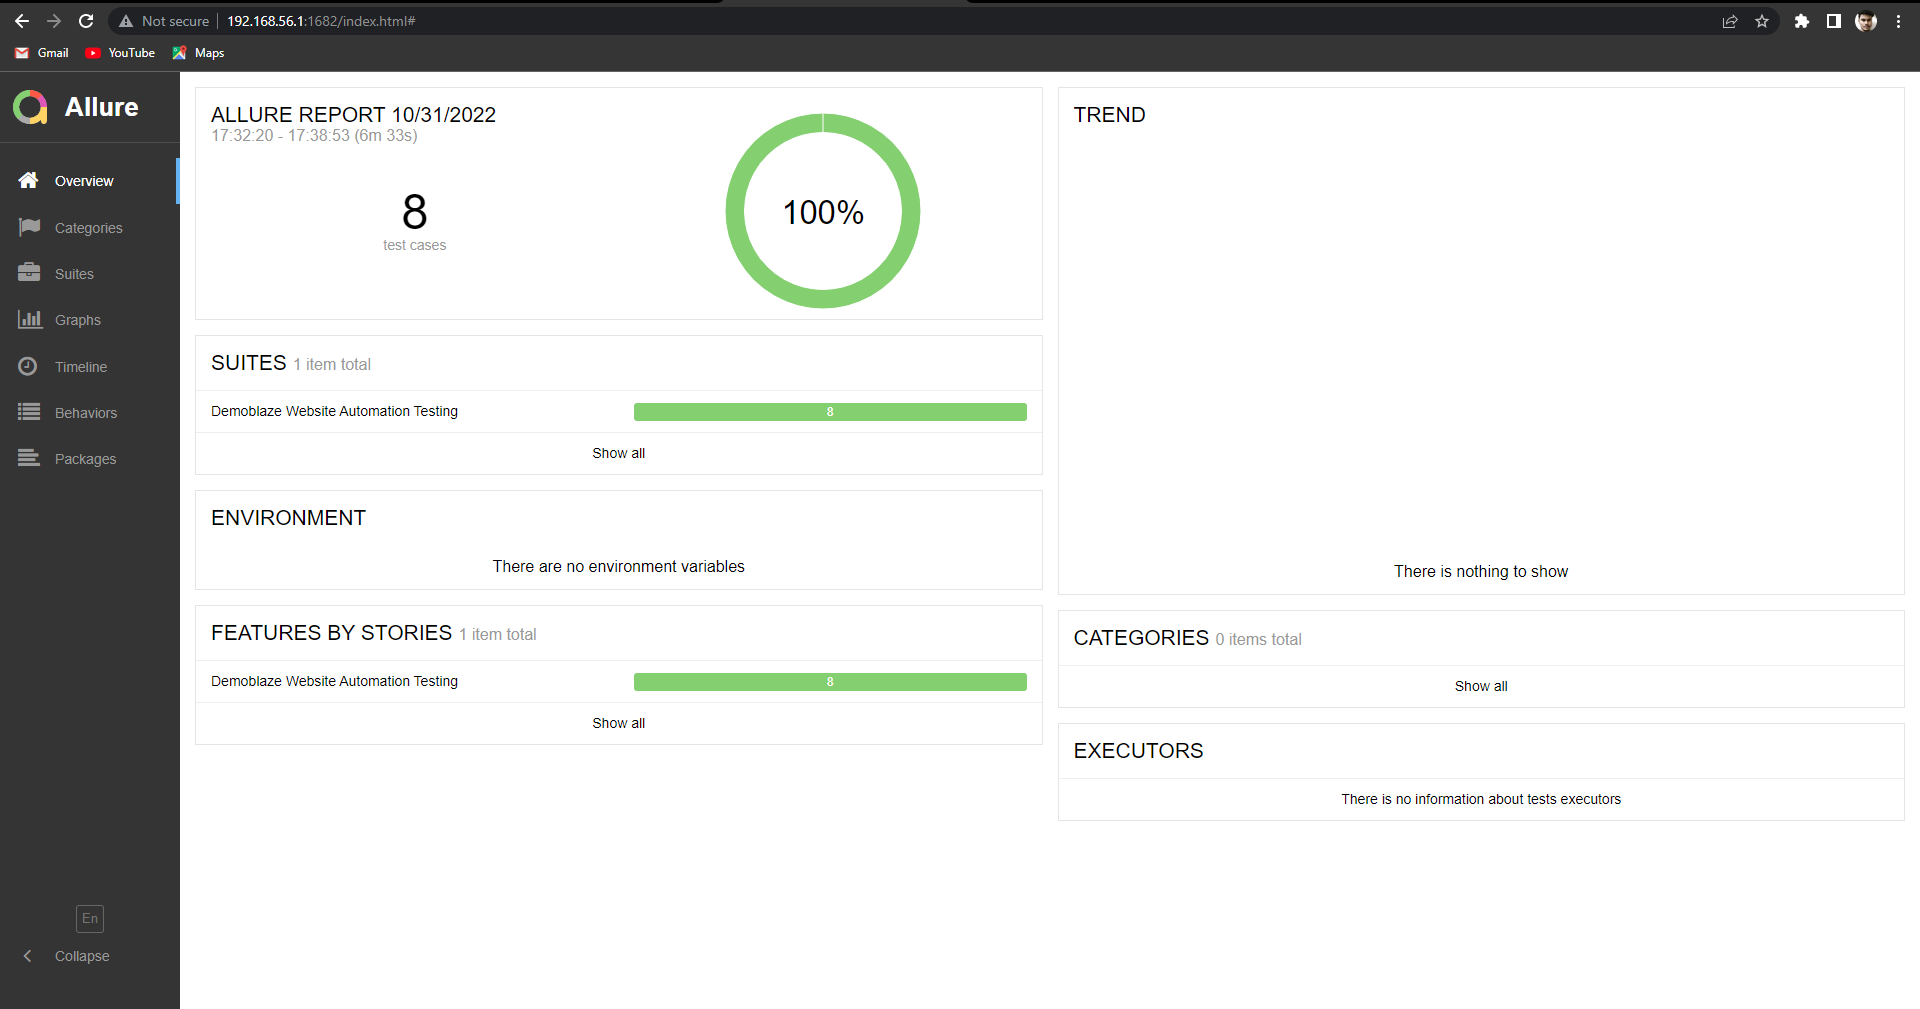 Not secure 192.168.56.1:1682/index.html#
Gmail YouTube Maps
Allure
Overview
Categories
Suites
Graphs
Timeline
Behaviors
Packages
En
Collapse
ALLURE REPORT 10/31/2022
17:32:20 - 17:38:53 (6m 33s)
8
test cases
100%
SUITES 1 item total
Demoblaze Website Automation Testing 8
Show all
ENVIRONMENT
There are no environment variables
FEATURES BY STORIES 1 item total
Demoblaze Website Automation Testing 8
Show all
TREND
There is nothing to show
CATEGORIES 0 items total
Show all
EXECUTORS
There is no information about tests executors